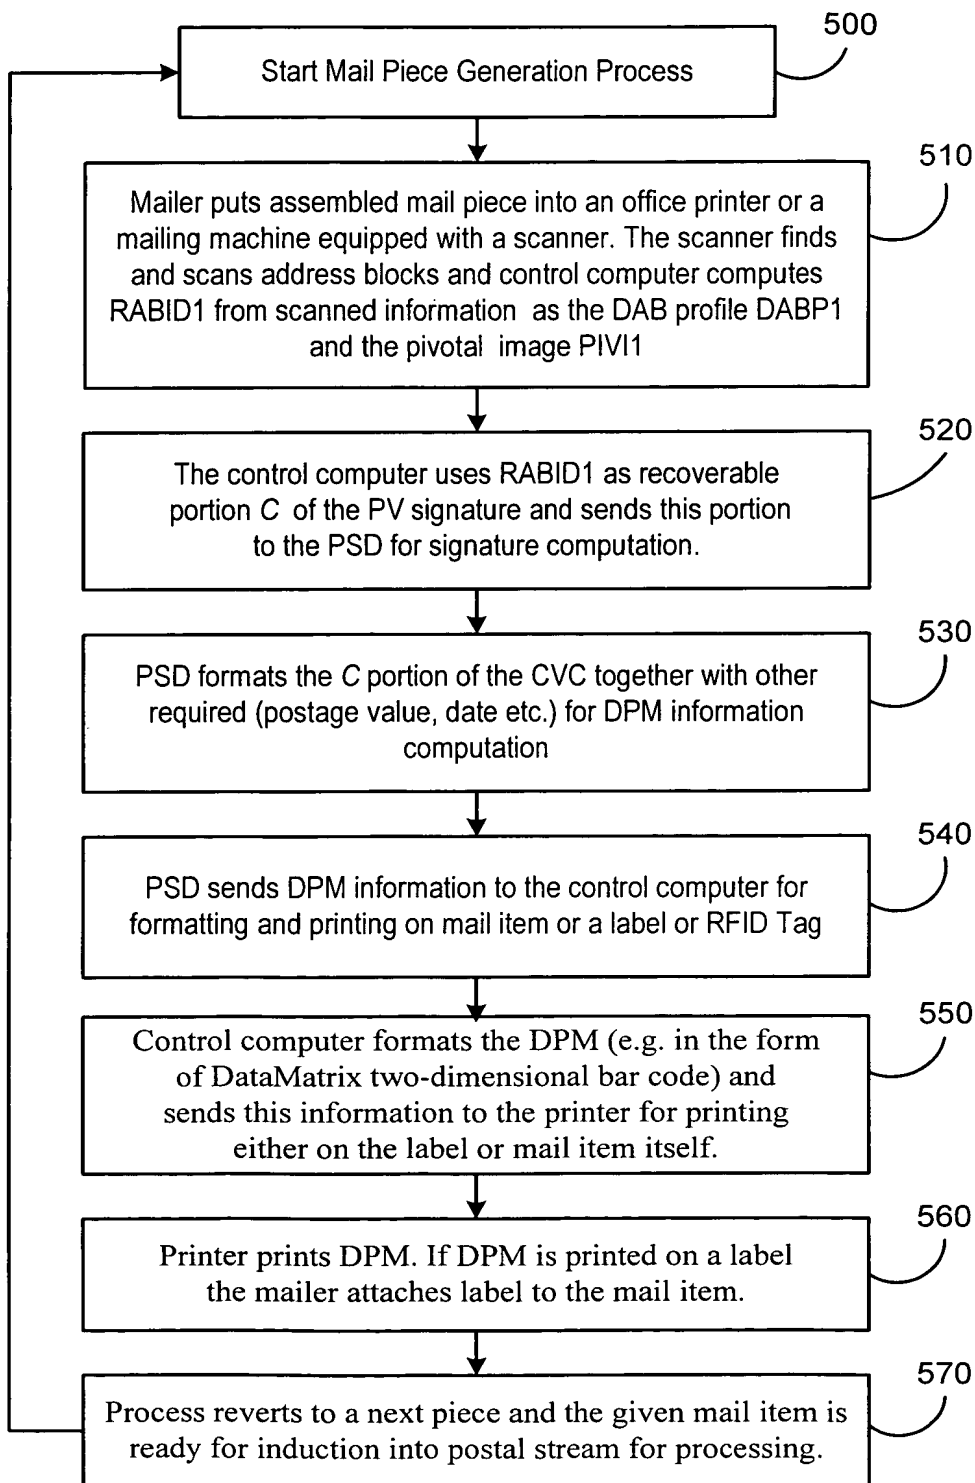 500
Start Mail Piece Generation Process
510
Mailer puts assembled mail piece into an office printer or a
mailing machine equipped with a scanner. The scanner finds
and scans address blocks and control computer computes
RABID1 from scanned information as the DAB profile DABP1
and the pivotal image PIVI1
520
The control computer uses RABID1 as recoverable
portion C of the PV signature and sends this portion
to the PSD for signature computation.
530
PSD formats the C portion of the CVC together with other
required (postage value, date etc.) for DPM information
computation
540
PSD sends DPM information to the control computer for
formatting and printing on mail item or a label or RFID Tag
550
Control computer formats the DPM (e.g. in the form
of DataMatrix two-dimensional bar code) and
sends this information to the printer for printing
either on the label or mail item itself.
560
Printer prints DPM. If DPM is printed on a label
the mailer attaches label to the mail item.
570
Process reverts to a next piece and the given mail item is
ready for induction into postal stream for processing.